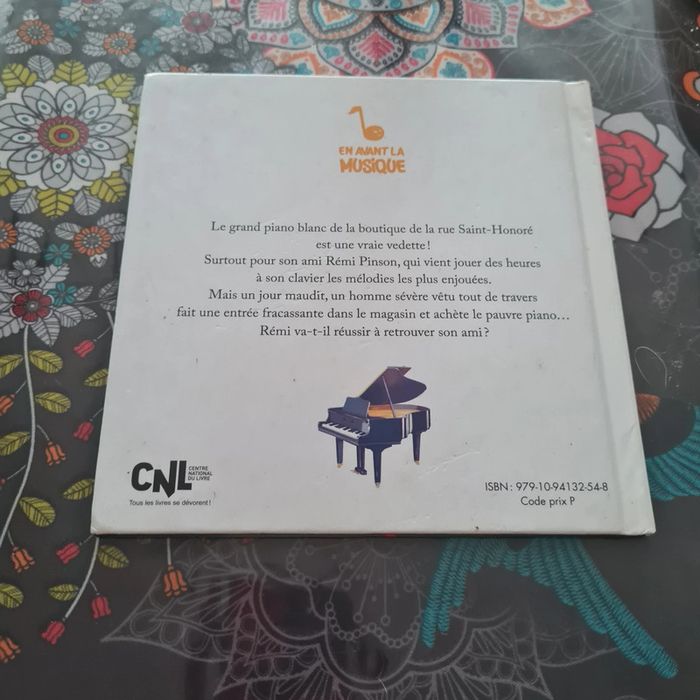 EN AVANT LA
MUSIQUE
Le grand piano blanc de la boutique de la rue Saint-Honoré
est une vraie vedette !
Surtout pour son ami Rémi Pinson, qui vient jouer des heures
à son clavier les mélodies les plus enjouées.
Mais un jour maudit, un homme sévère vêtu tout de travers
fait une entrée fracassante dans le magasin et achète le pauvre piano…
Rémi va-t-il réussir à retrouver son ami ?
CNL CENTRE
NATIONAL
DU LIVRE
Tous les livres se dévorent !
ISBN : 979-10-94132-54-8
Code prix P